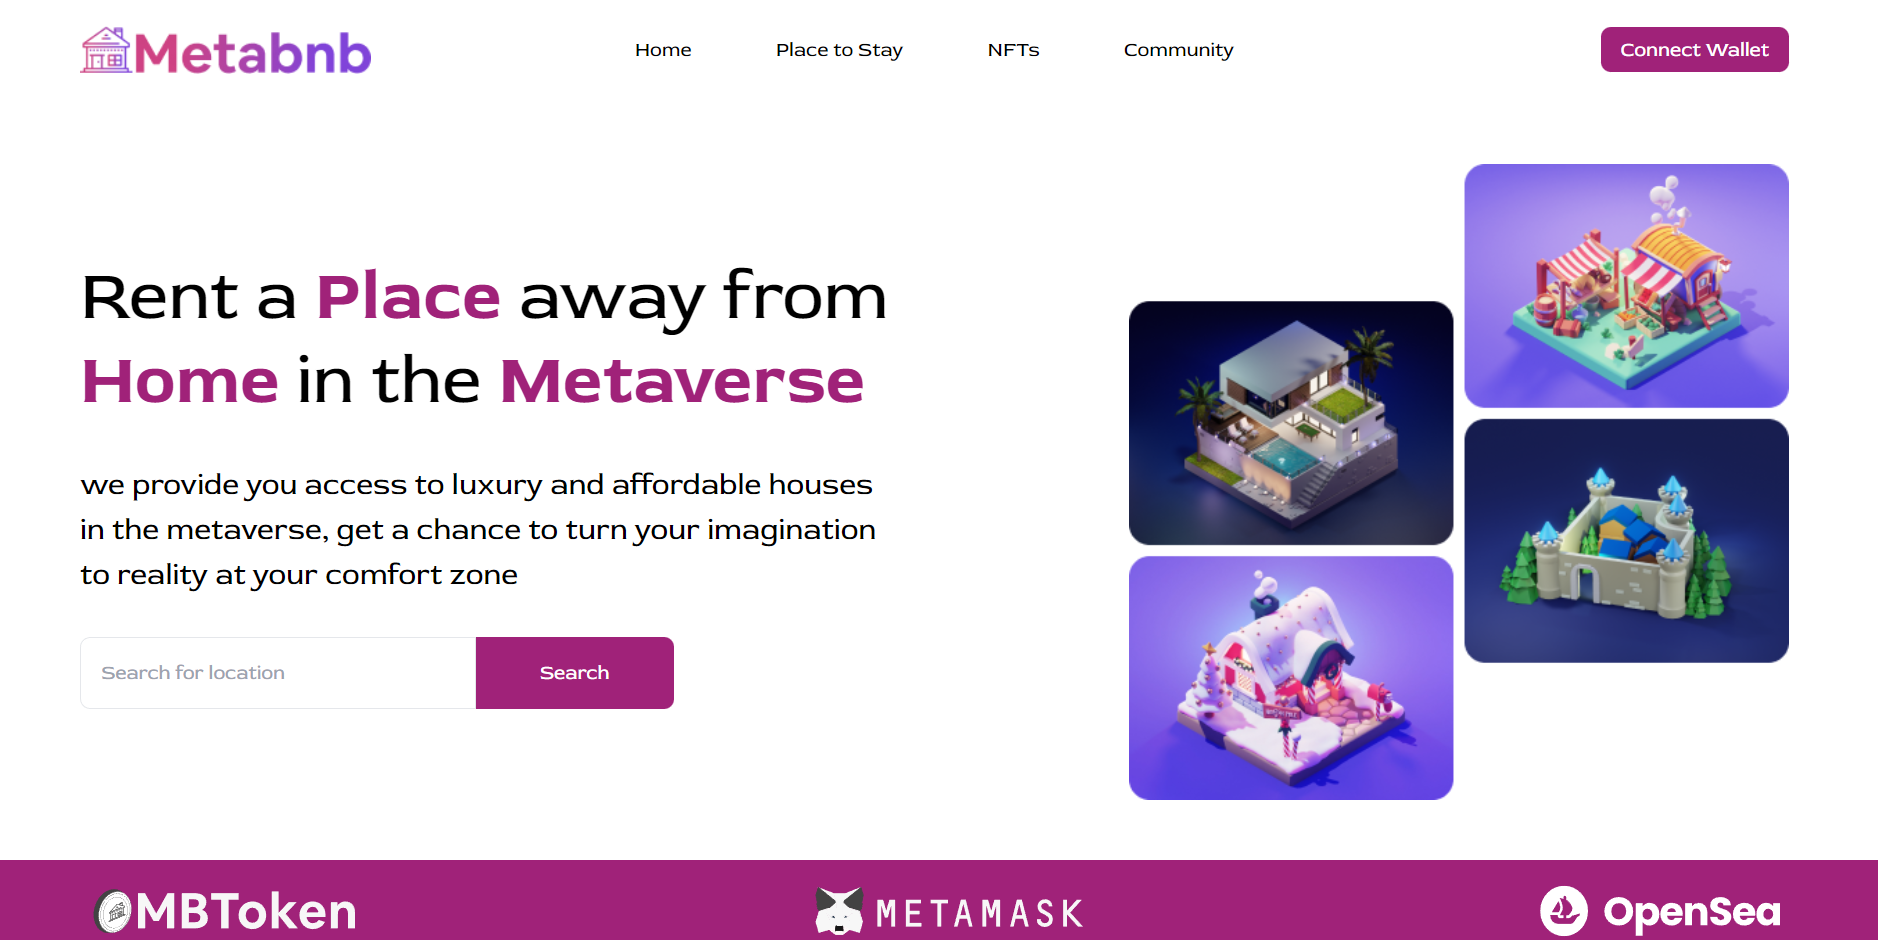 Metabnb
Home
Place to Stay
NFTs
Community
Connect Wallet
Rent a Place away from
Home in the Metaverse
we provide you access to luxury and affordable houses
in the metaverse, get a chance to turn your imagination
to reality at your comfort zone
Search for location
Search
MBToken
METAMASK
OpenSea